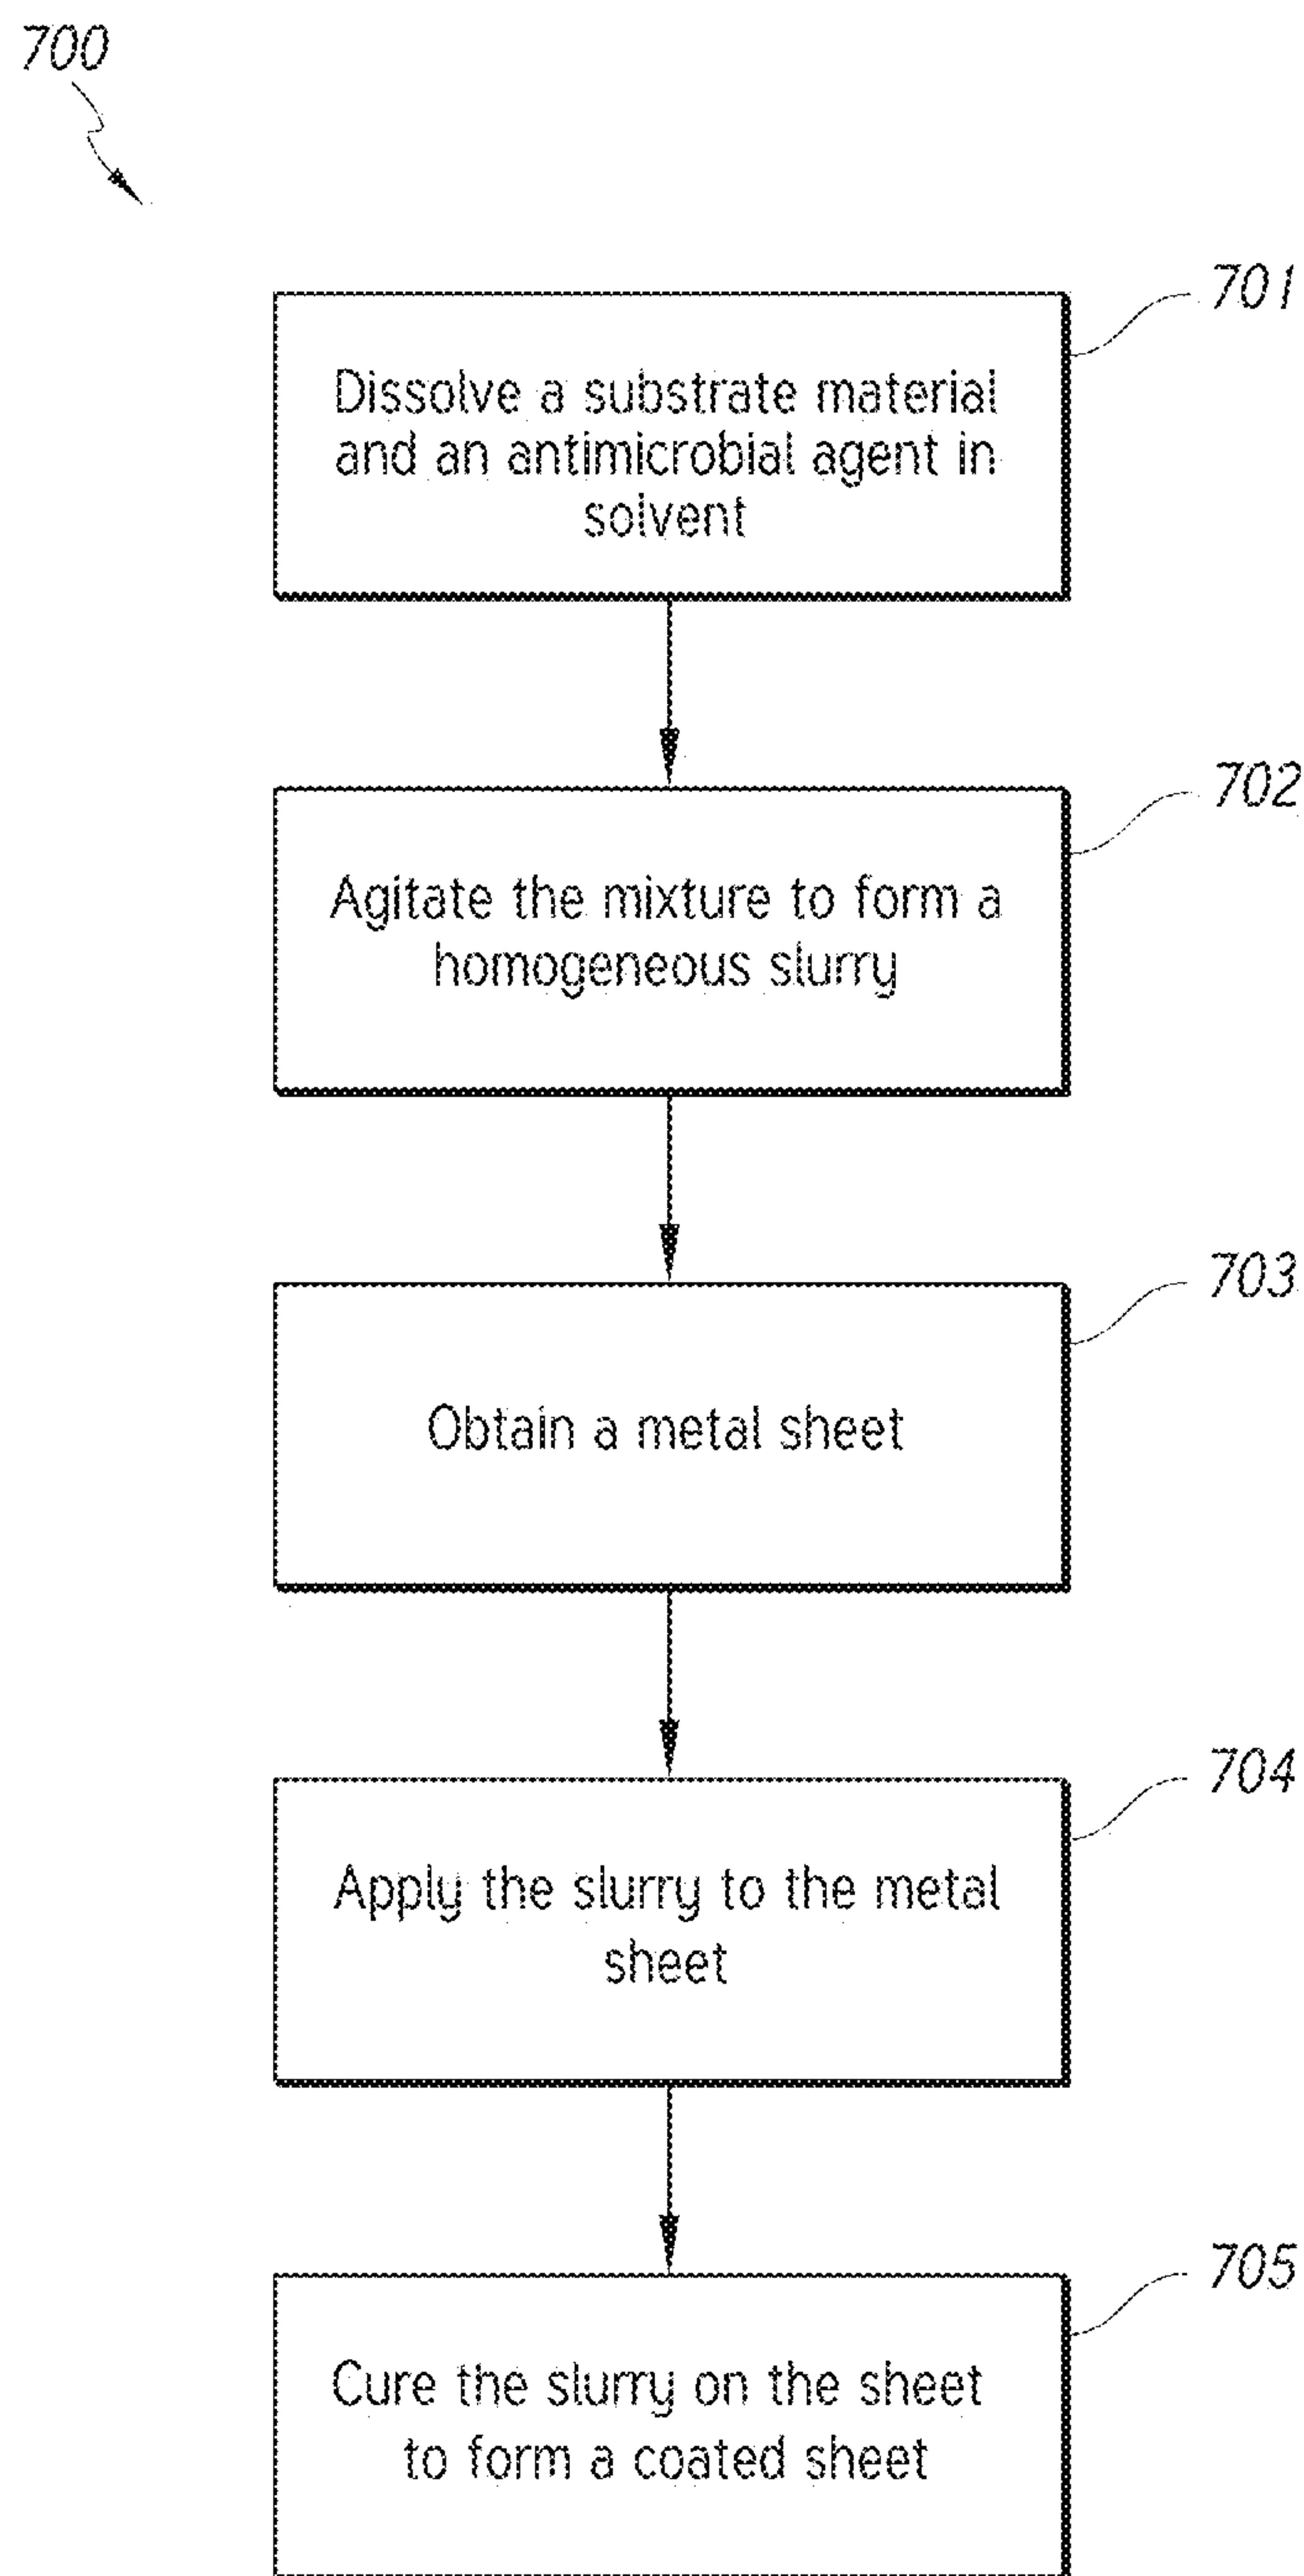 700
701
Dissolve a substrate material
and an antimicrobial agent in
solvent
702
Agitate the mixture to form a
homogeneous slurry
703
Obtain a metal sheet
704
Apply the slurry to the metal
sheet
705
Cure the slurry on the sheet
to form a coated sheet